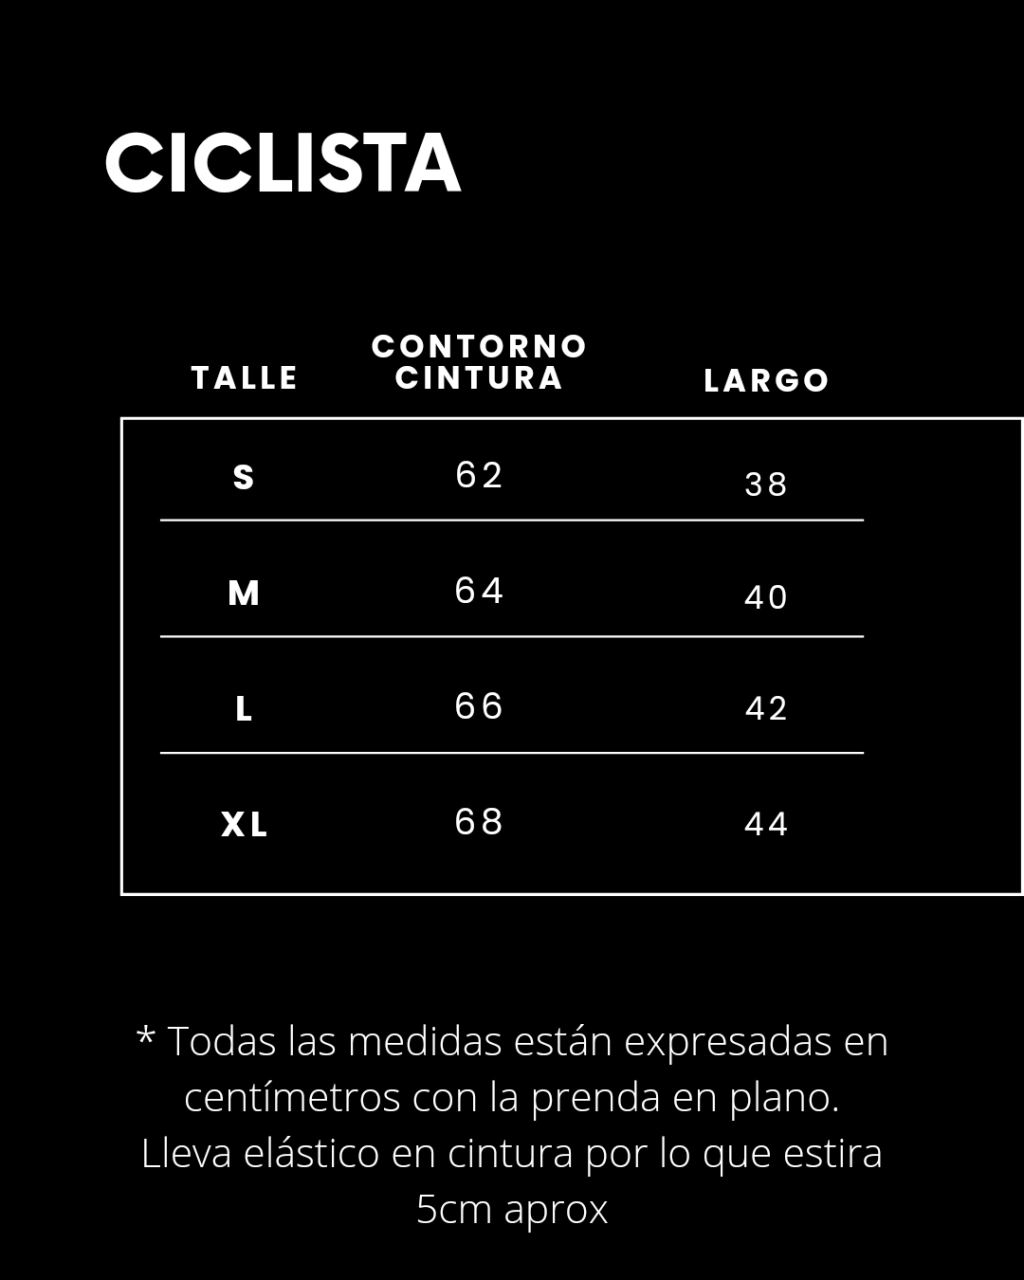 CICLISTA
TALLE CONTORNO CINTURA LARGO
S 62 38
M 64 40
L 66 42
XL 68 44
* Todas las medidas están expresadas en
centímetros con la prenda en plano.
Lleva elástico en cintura por lo que estira
5cm aprox